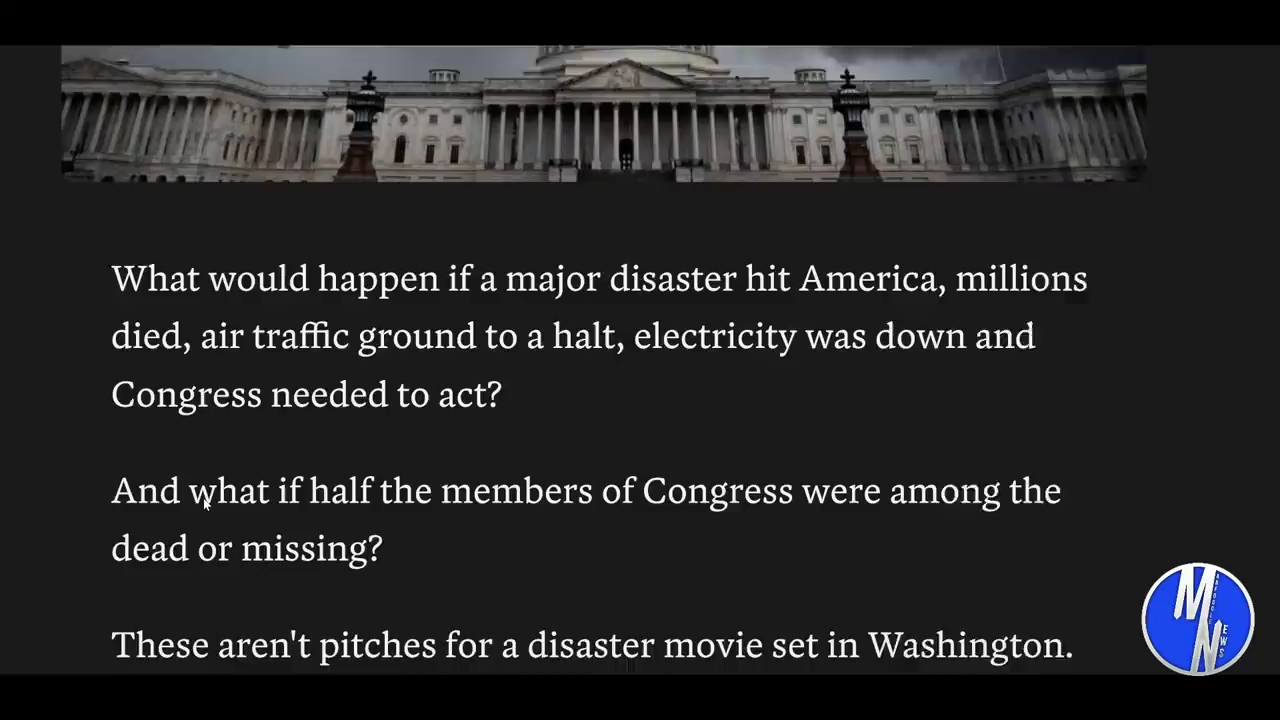 What would happen if a major disaster hit America, millions
died, air traffic ground to a halt, electricity was down and
Congress needed to act?
And what if half the members of Congress were among the
dead or missing?
These aren't pitches for a disaster movie set in Washington.
M
N
EWS